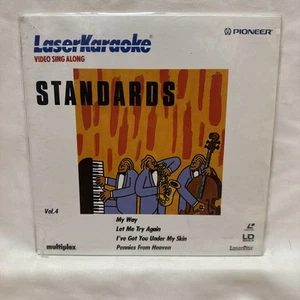 LaserKaraoke®
PIONEER®
VIDEO SING ALONG
STANDARDS
Vol.4
My Way
Let Me Try Again
I've Got You Under My Skin
Pennies From Heaven
multiplex
LD